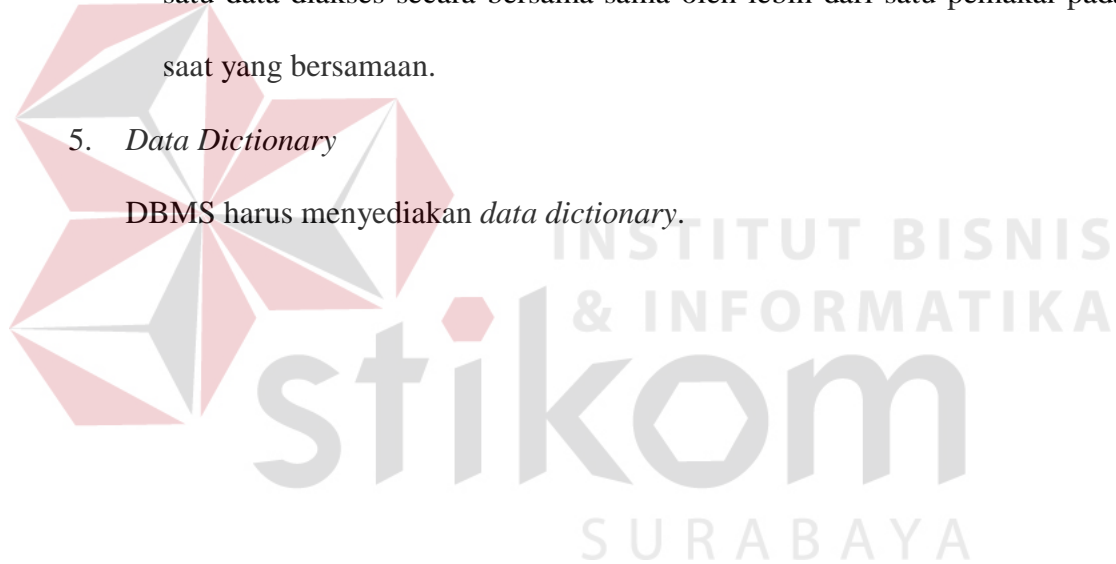 satu data diakses secara bersama-sama oleh lebih dari satu pemakai pada
saat yang bersamaan.
5. Data Dictionary
DBMS harus menyediakan data dictionary.
INSTITUT BISNIS
& INFORMATIKA
stikom
SURABAYA